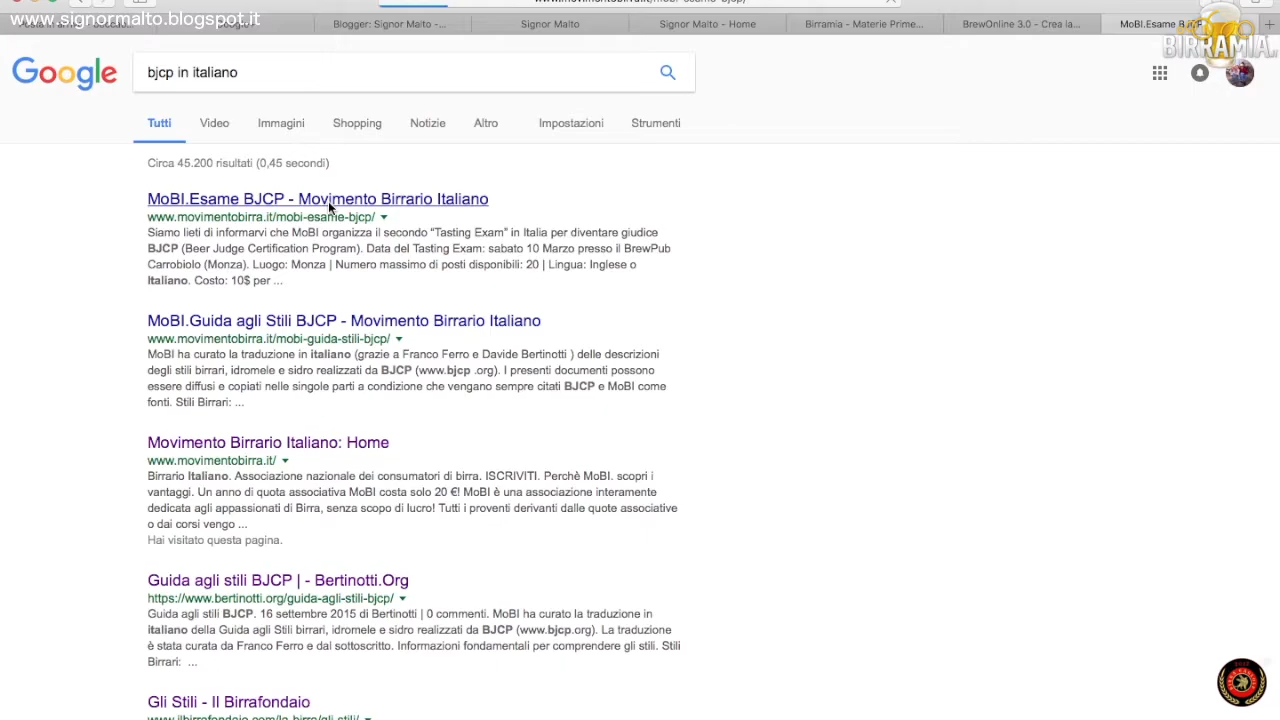 www.signormalto.blogspot.it
Blogger: Signor Malto -...
Signor Malto
Signor Malto - Home
Birramia - Materie Prime...
BrewOnline 3.0 - Crea la...
MoBI.Esame BJCP
BIRRAMIA.it
Google
bjcp in italiano
Tutti
Video
Immagini
Shopping
Notizie
Altro
Impostazioni
Strumenti
Circa 45.200 risultati (0,45 secondi)
MoBI.Esame BJCP - Movimento Birrario Italiano
www.movimentobirra.it/mobi-esame-bjcp/
Siamo lieti di informarvi che MoBI organizza il secondo “Tasting Exam” in Italia per diventare giudice
BJCP (Beer Judge Certification Program). Data del Tasting Exam: sabato 10 Marzo presso il BrewPub
Carrobiolo (Monza). Luogo: Monza | Numero massimo di posti disponibili: 20 | Lingua: Inglese o
Italiano. Costo: 10$ per ...
MoBI.Guida agli Stili BJCP - Movimento Birrario Italiano
www.movimentobirra.it/mobi-guida-stili-bjcp/
MoBI ha curato la traduzione in italiano (grazie a Franco Ferro e Davide Bertinotti ) delle descrizioni
degli stili birrari, idromele e sidro realizzati da BJCP (www.bjcp .org). I presenti documenti possono
essere diffusi e copiati nelle singole parti a condizione che vengano sempre citati BJCP e MoBI come
fonti. Stili Birrari: ...
Movimento Birrario Italiano: Home
www.movimentobirra.it/
Birrario Italiano. Associazione nazionale dei consumatori di birra. ISCRIVITI. Perchè MoBI. scopri i
vantaggi. Un anno di quota associativa MoBI costa solo 20 €! MoBI è una associazione interamente
dedicata agli appassionati di Birra, senza scopo di lucro! Tutti i proventi derivanti dalle quote associative
o dai corsi vengo ...
Hai visitato questa pagina.
Guida agli stili BJCP | - Bertinotti.Org
https://www.bertinotti.org/guida-agli-stili-bjcp/
Guida agli stili BJCP. 16 settembre 2015 di Bertinotti | 0 commenti. MoBI ha curato la traduzione in
italiano della Guida agli Stili birrari, idromele e sidro realizzati da BJCP (www.bjcp.org). La traduzione
è stata curata da Franco Ferro e dal sottoscritto. Informazioni fondamentali per comprendere gli stili. Stili
Birrari: ...
Gli Stili - Il Birrafondaio
www.ilbirrafondaio.com/la-birra/gli-stili/